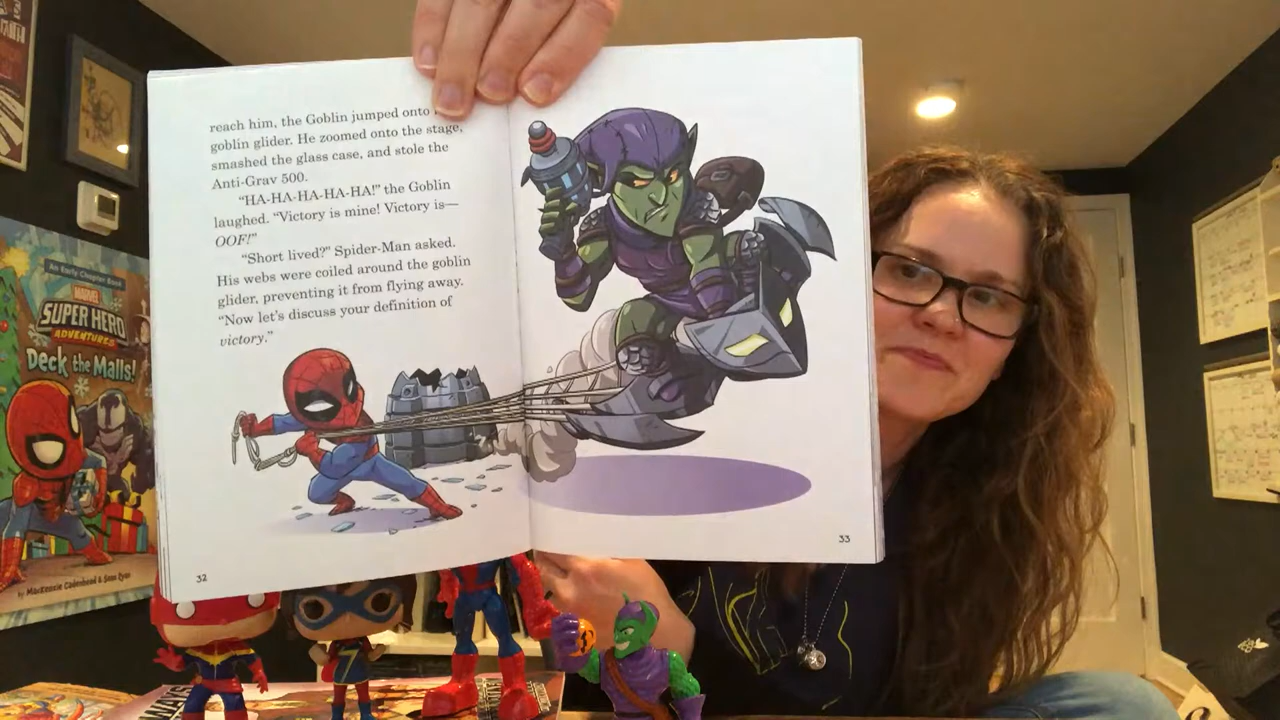 reach him, the Goblin jumped onto
goblin glider. He zoomed onto the stage,
smashed the glass case, and stole the
Anti-Grav 500.
“HA-HA-HA-HA-HA!” the Goblin
laughed. “Victory is mine! Victory is—
OOF!”
“Short lived?” Spider-Man asked.
His webs were coiled around the goblin
glider, preventing it from flying away.
“Now let’s discuss your definition of
victory.”
32
33
An Early Chapter Book
MARVEL
SUPER HERO
ADVENTURES
Deck the Malls!
by MacKenzie Cadenhead & Sean Ryan